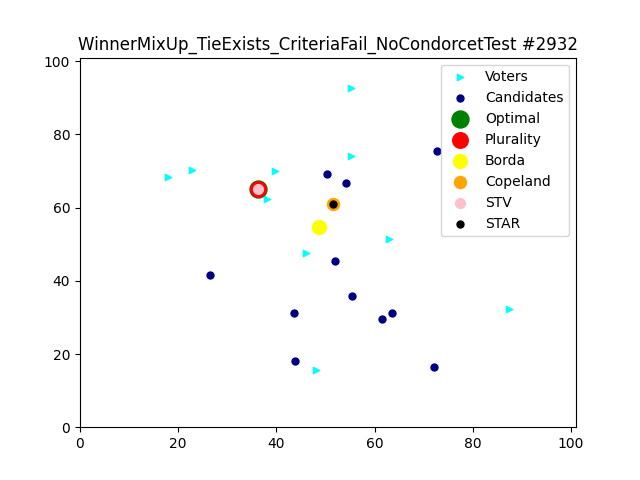 WinnerMixUp_TieExists_CriteriaFail_NoCondorcetTest #2932
100
80
60
40
20
0
0 20 40 60 80 100
Voters
Candidates
Optimal
Plurality
Borda
Copeland
STV
STAR